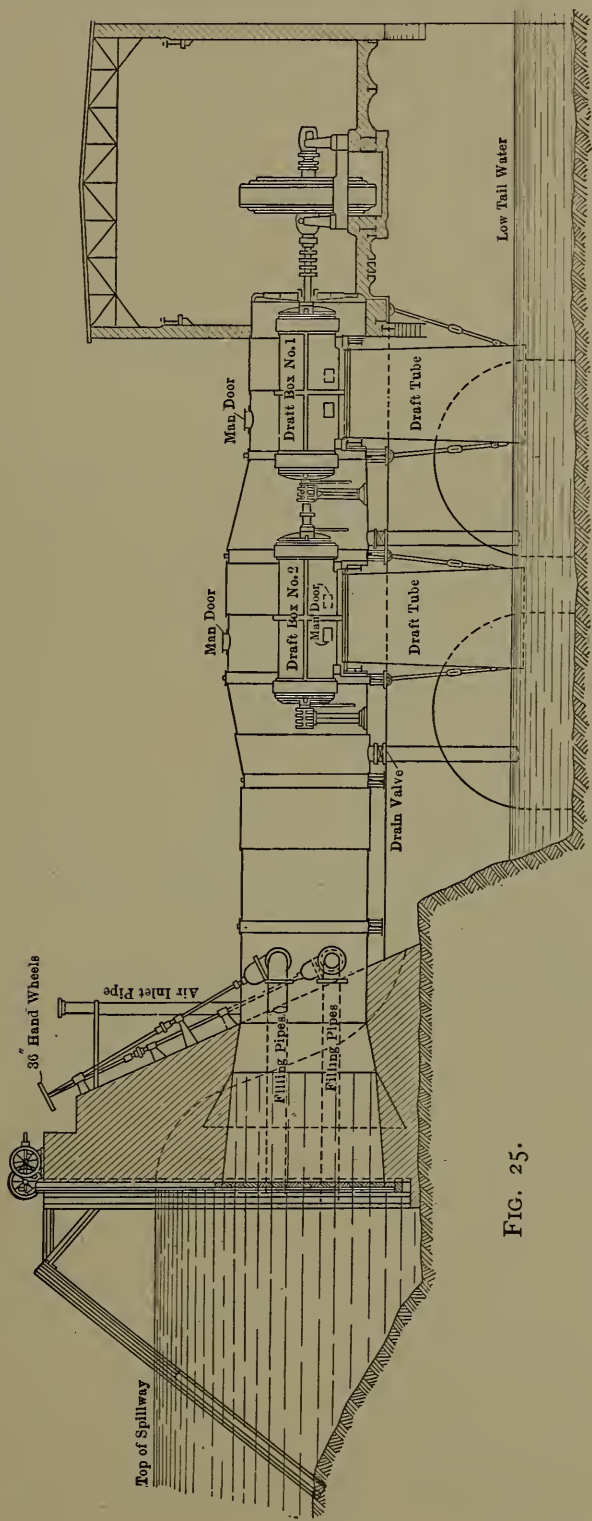 Top of Spillway
36" Hand Wheels
Air Inlet Pipe
Filling Pipes
Filling Pipes
Drain Valve
Man Door
Draft Box No.2
Man Door
Draft Tube
Man Door
Draft Box No.1
Draft Tube
Low Tail Water
FIG. 25.